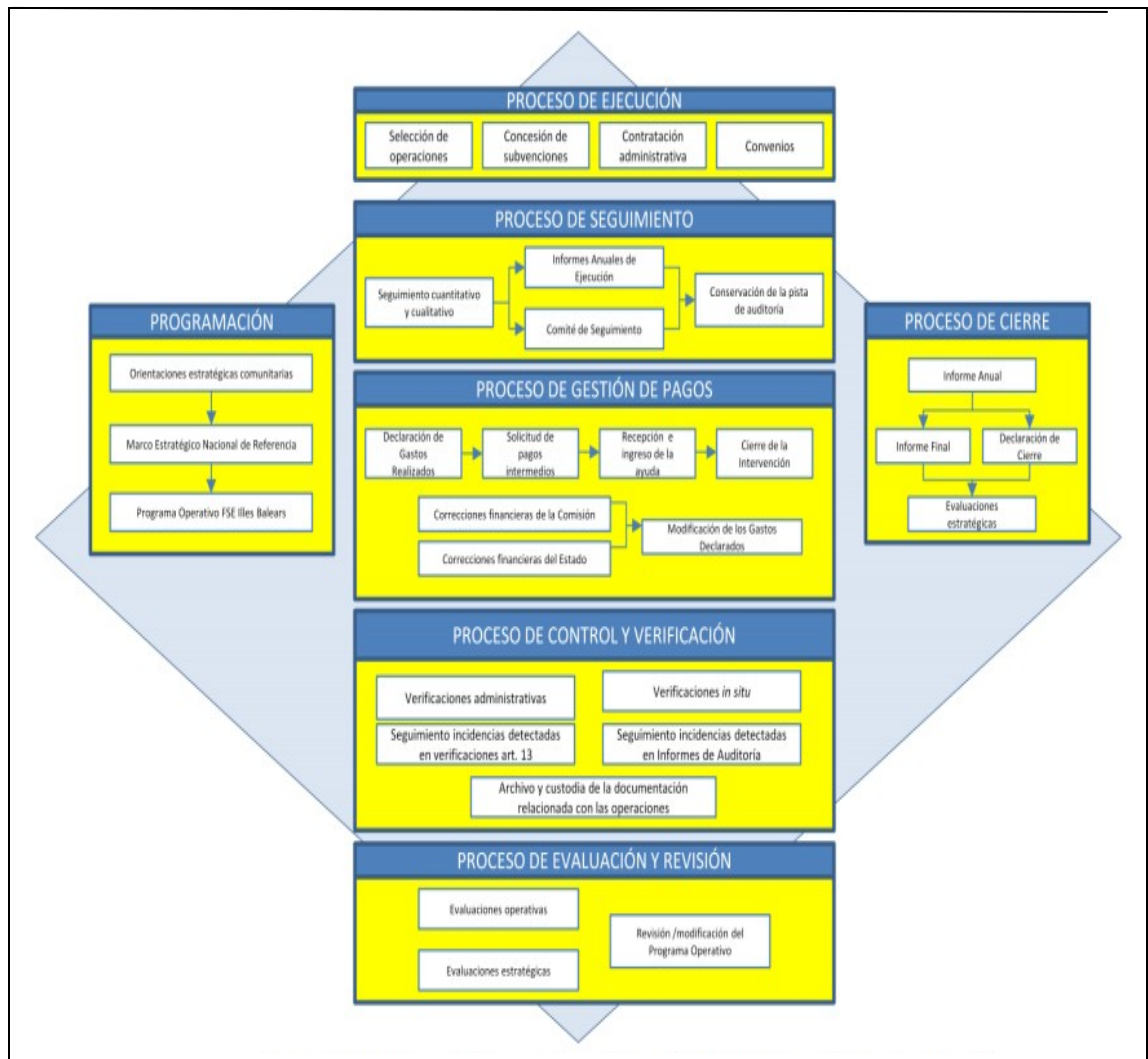 PROCESO DE EJECUCIÓN
Selección de
operaciones
Concesión de
subvenciones
Contratación
administrativa
Convenios
PROCESO DE SEGUIMIENTO
Seguimiento cuantitativo
y cualitativo
Informes Anuales de
Ejecución
Comité de Seguimiento
Conservación de la pista
de auditoría
PROGRAMACIÓN
Orientaciones estratégicas comunitarias
Marco Estratégico Nacional de Referencia
Programa Operativo FSE Illes Balears
PROCESO DE GESTIÓN DE PAGOS
Declaración de
Gastos
Realizados
Solicitud de
pagos
intermedios
Recepción e
ingreso de la
ayuda
Cierre de la
Intervención
Correcciones financieras de la Comisión
Correcciones financieras del Estado
Modificación de los Gastos
Declarados
PROCESO DE CIERRE
Informe Anual
Informe Final
Declaración de
Cierre
Evaluaciones
estratégicas
PROCESO DE CONTROL Y VERIFICACIÓN
Verificaciones administrativas
Verificaciones in situ
Seguimiento incidencias detectadas
en verificaciones art. 13
Seguimiento incidencias detectadas
en Informes de Auditoría
Archivo y custodia de la documentación
relacionada con las operaciones
PROCESO DE EVALUACIÓN Y REVISIÓN
Evaluaciones operativas
Evaluaciones estratégicas
Revisión /modificación del
Programa Operativo